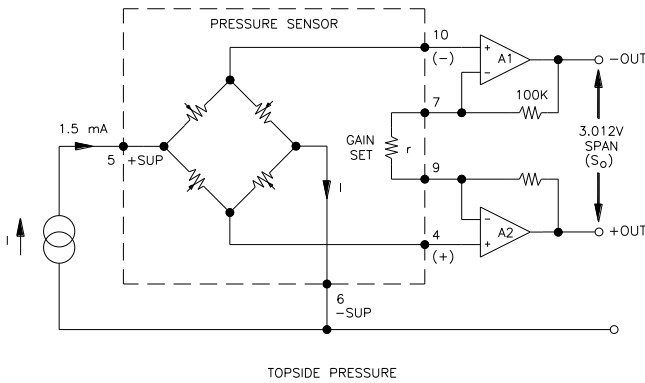 PRESSURE SENSOR
10
(-)
+
A1
-
-OUT
100K
7
1.5 mA
GAIN
SET
r
3.012V
SPAN
(So)
5
+SUP
9
I
-
A2
+
+OUT
4
(+)
I
6
-SUP
TOPSIDE PRESSURE